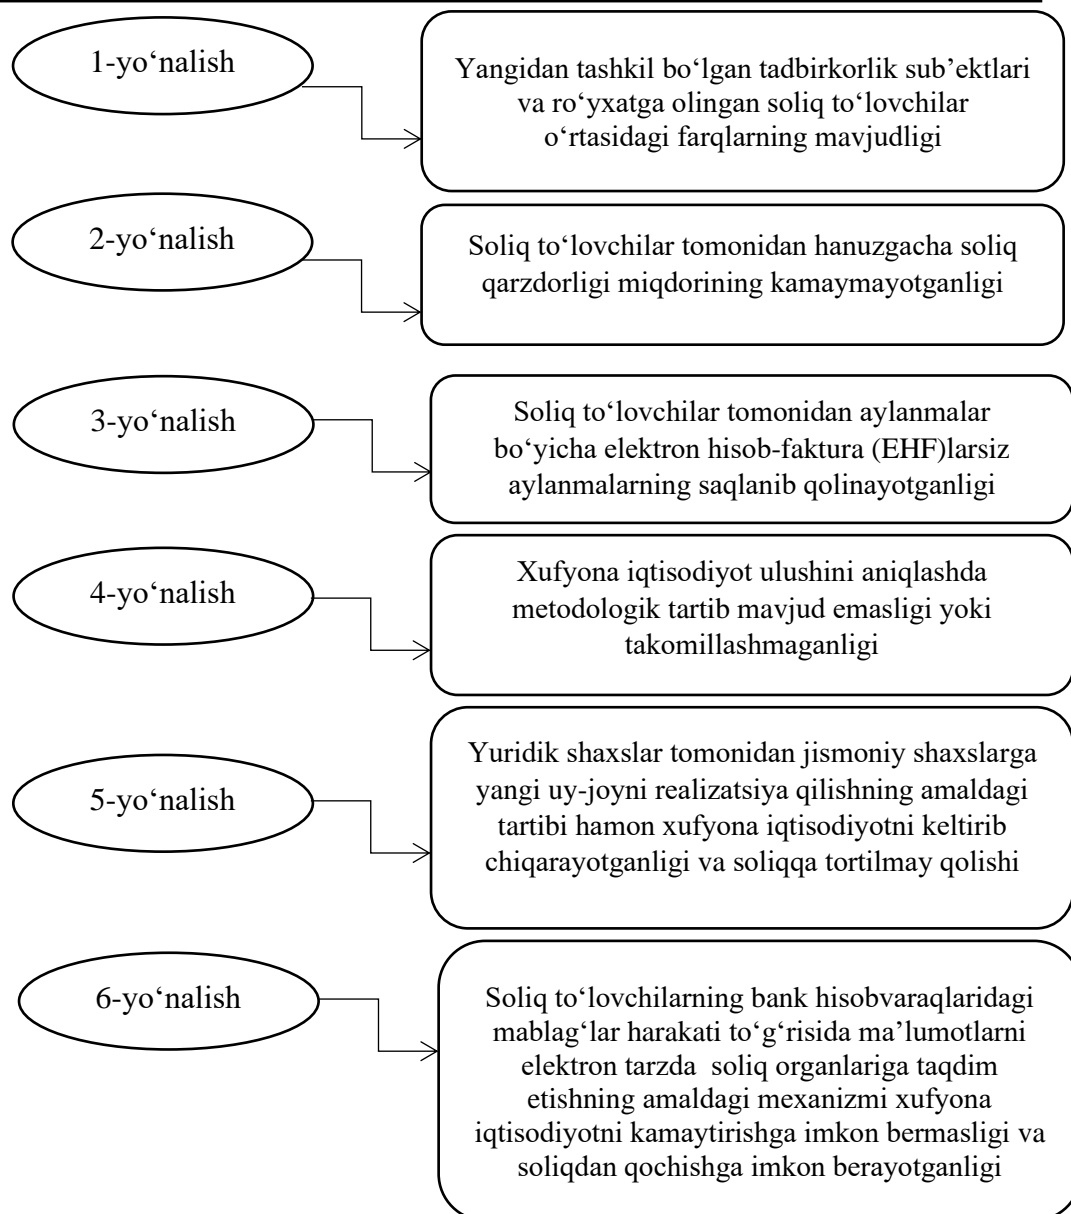 1-yo‘nalish
Yangidan tashkil bo‘lgan tadbirkorlik sub’ektlari
va ro‘yxatga olingan soliq to‘lovchilar
o‘rtasidagi farqlarning mavjudligi
2-yo‘nalish
Soliq to‘lovchilar tomonidan hanuzgacha soliq
qarzdorligi miqdorining kamaymayotganligi
3-yo‘nalish
Soliq to‘lovchilar tomonidan aylanmalar
bo‘yicha elektron hisob-faktura (EHF)larsiz
aylanmalarning saqlanib qolinayotganligi
4-yo‘nalish
Xufyona iqtisodiyot ulushini aniqlashda
metodologik tartib mavjud emasligi yoki
takomillashmaganligi
5-yo‘nalish
Yuridik shaxslar tomonidan jismoniy shaxslarga
yangi uy-joyni realizatsiya qilishning amaldagi
tartibi hamon xufyona iqtisodiyotni keltirib
chiqarayotganligi va soliqqa tortilmay qolishi
6-yo‘nalish
Soliq to‘lovchilarning bank hisobvaraqlaridagi
mablag‘lar harakati to‘g‘risida ma’lumotlarni
elektron tarzda soliq organlariga taqdim
etishning amaldagi mexanizmi xufyona
iqtisodiyotni kamaytirishga imkon bermasligi va
soliqdan qochishga imkon berayotganligi